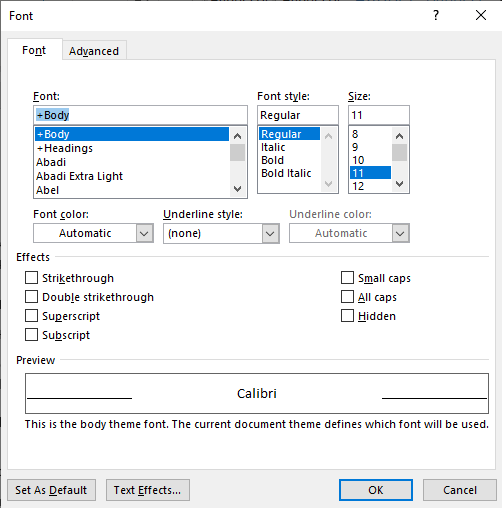 Font
?
Font Advanced
Font: Font style: Size:
+Body Regular 11
+Body Regular 8
+Headings Italic 9
Abadi Bold 10
Abadi Extra Light Bold Italic 11
Abel 12
Font color: Underline style: Underline color:
Automatic (none) Automatic
Effects
Strikethrough Small caps
Double strikethrough All caps
Superscript Hidden
Subscript
Preview
Calibri
This is the body theme font. The current document theme defines which font will be used.
Set As Default Text Effects... OK Cancel